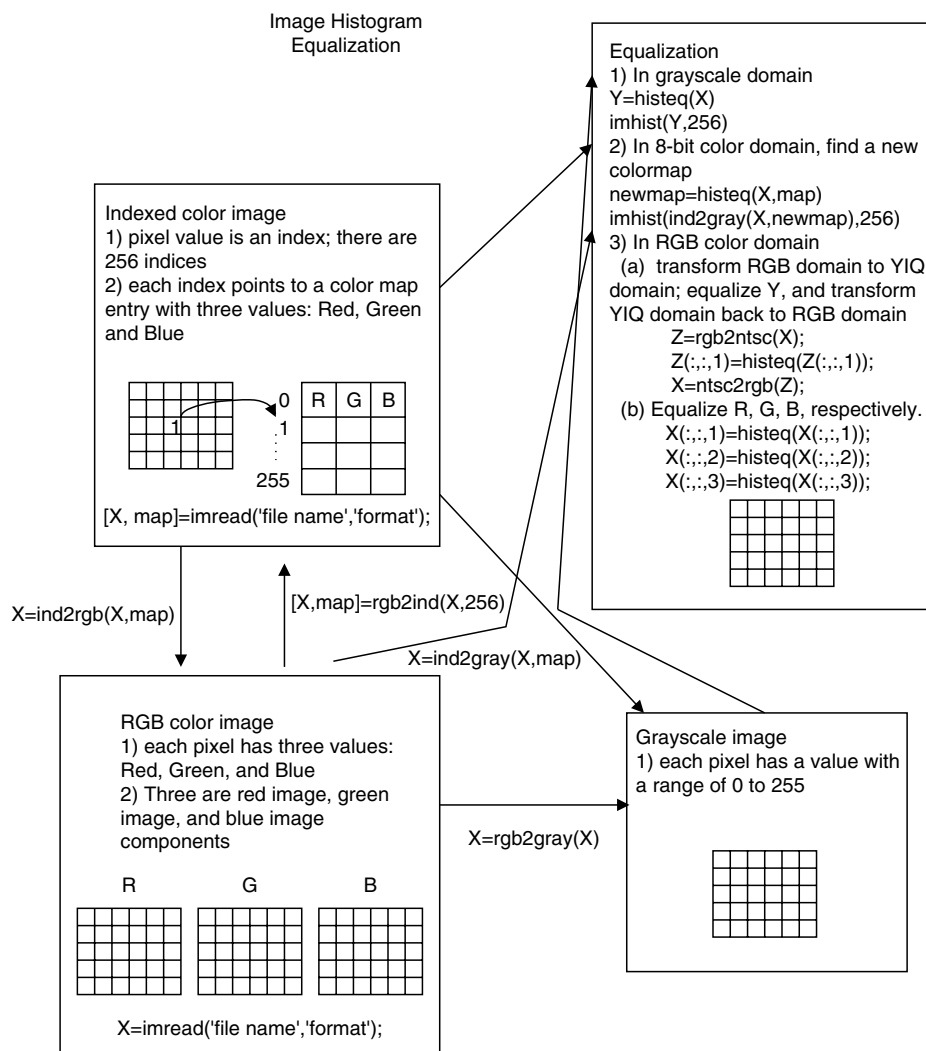 Image Histogram
Equalization
Equalization
1) In grayscale domain
Y=histeq(X)
imhist(Y,256)
2) In 8-bit color domain, find a new
colormap
newmap=histeq(X,map)
imhist(ind2gray(X,newmap),256)
3) In RGB color domain
(a) transform RGB domain to YIQ
domain; equalize Y, and transform
YIQ domain back to RGB domain
Z=rgb2ntsc(X);
Z(:,:,1)=histeq(Z(:,:,1));
X=ntsc2rgb(Z);
(b) Equalize R, G, B, respectively.
X(:,:,1)=histeq(X(:,:,1));
X(:,:,2)=histeq(X(:,:,2));
X(:,:,3)=histeq(X(:,:,3));
Indexed color image
1) pixel value is an index; there are
256 indices
2) each index points to a color map
entry with three values: Red, Green
and Blue
0 R G B
1 1
255
[X, map]=imread('file name','format');
X=ind2rgb(X,map)
[X,map]=rgb2ind(X,256)
X=ind2gray(X,map)
RGB color image
1) each pixel has three values:
Red, Green, and Blue
2) Three are red image, green
image, and blue image
components
R G B
X=imread('file name','format');
X=rgb2gray(X)
Grayscale image
1) each pixel has a value with
a range of 0 to 255